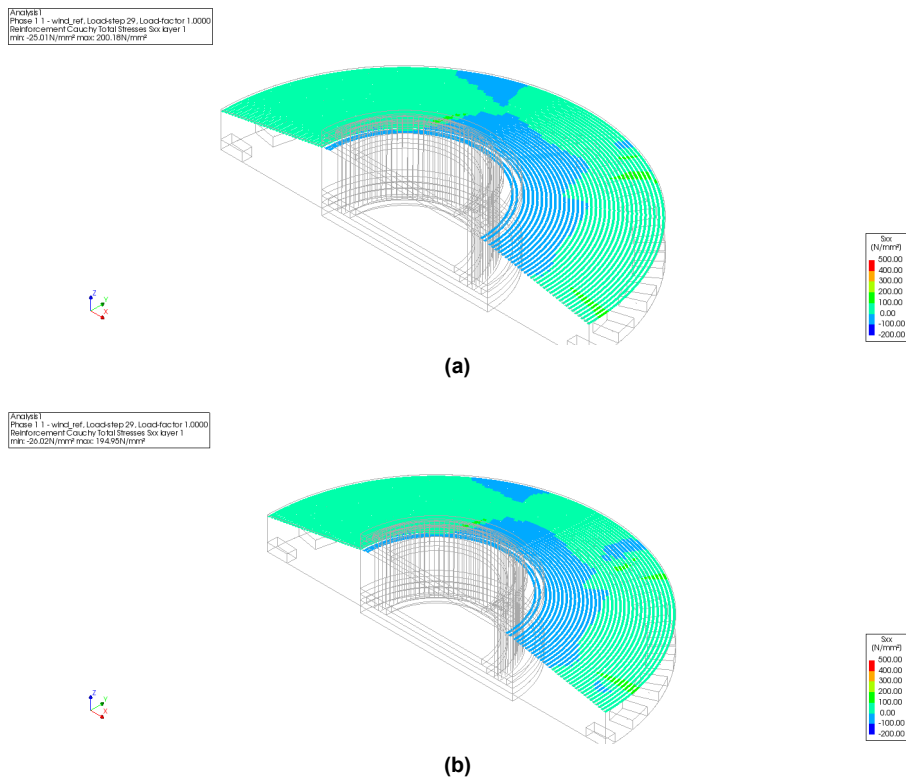 Analysis1
Phase 1 1 - wind_ref, Load-step 29, Load-factor 1.0000
Reinforcement Cauchy Total Stresses Sxx layer 1
min: -25.01N/mm² max: 200.18N/mm²
Sxx
(N/mm²)
500.00
400.00
300.00
200.00
100.00
0.00
-100.00
-200.00
Z
Y
X
(a)
Analysis1
Phase 1 1 - wind_ref, Load-step 29, Load-factor 1.0000
Reinforcement Cauchy Total Stresses Sxx layer 1
min: -26.02N/mm² max: 194.95N/mm²
Sxx
(N/mm²)
500.00
400.00
300.00
200.00
100.00
0.00
-100.00
-200.00
Z
Y
X
(b)